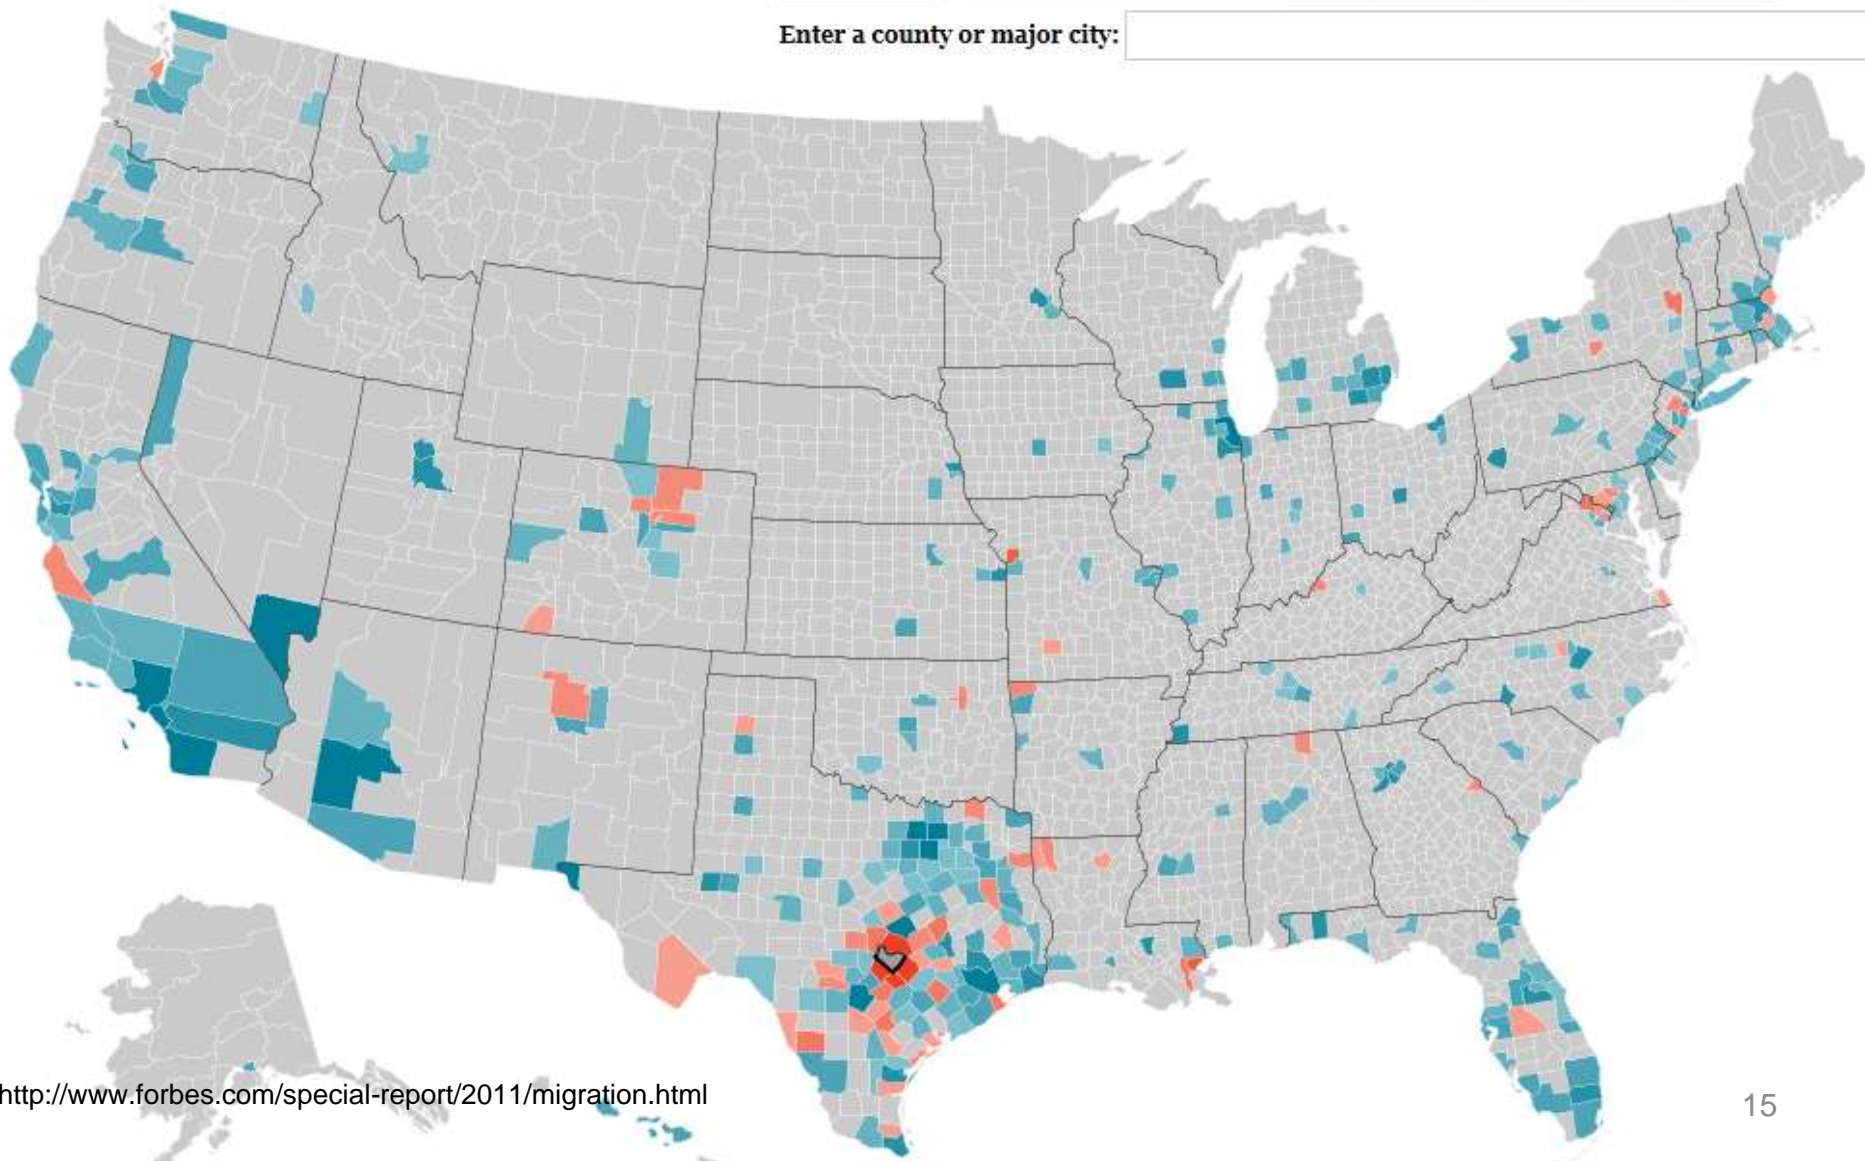 Enter a county or major city:
http://www.forbes.com/special-report/2011/migration.html
15